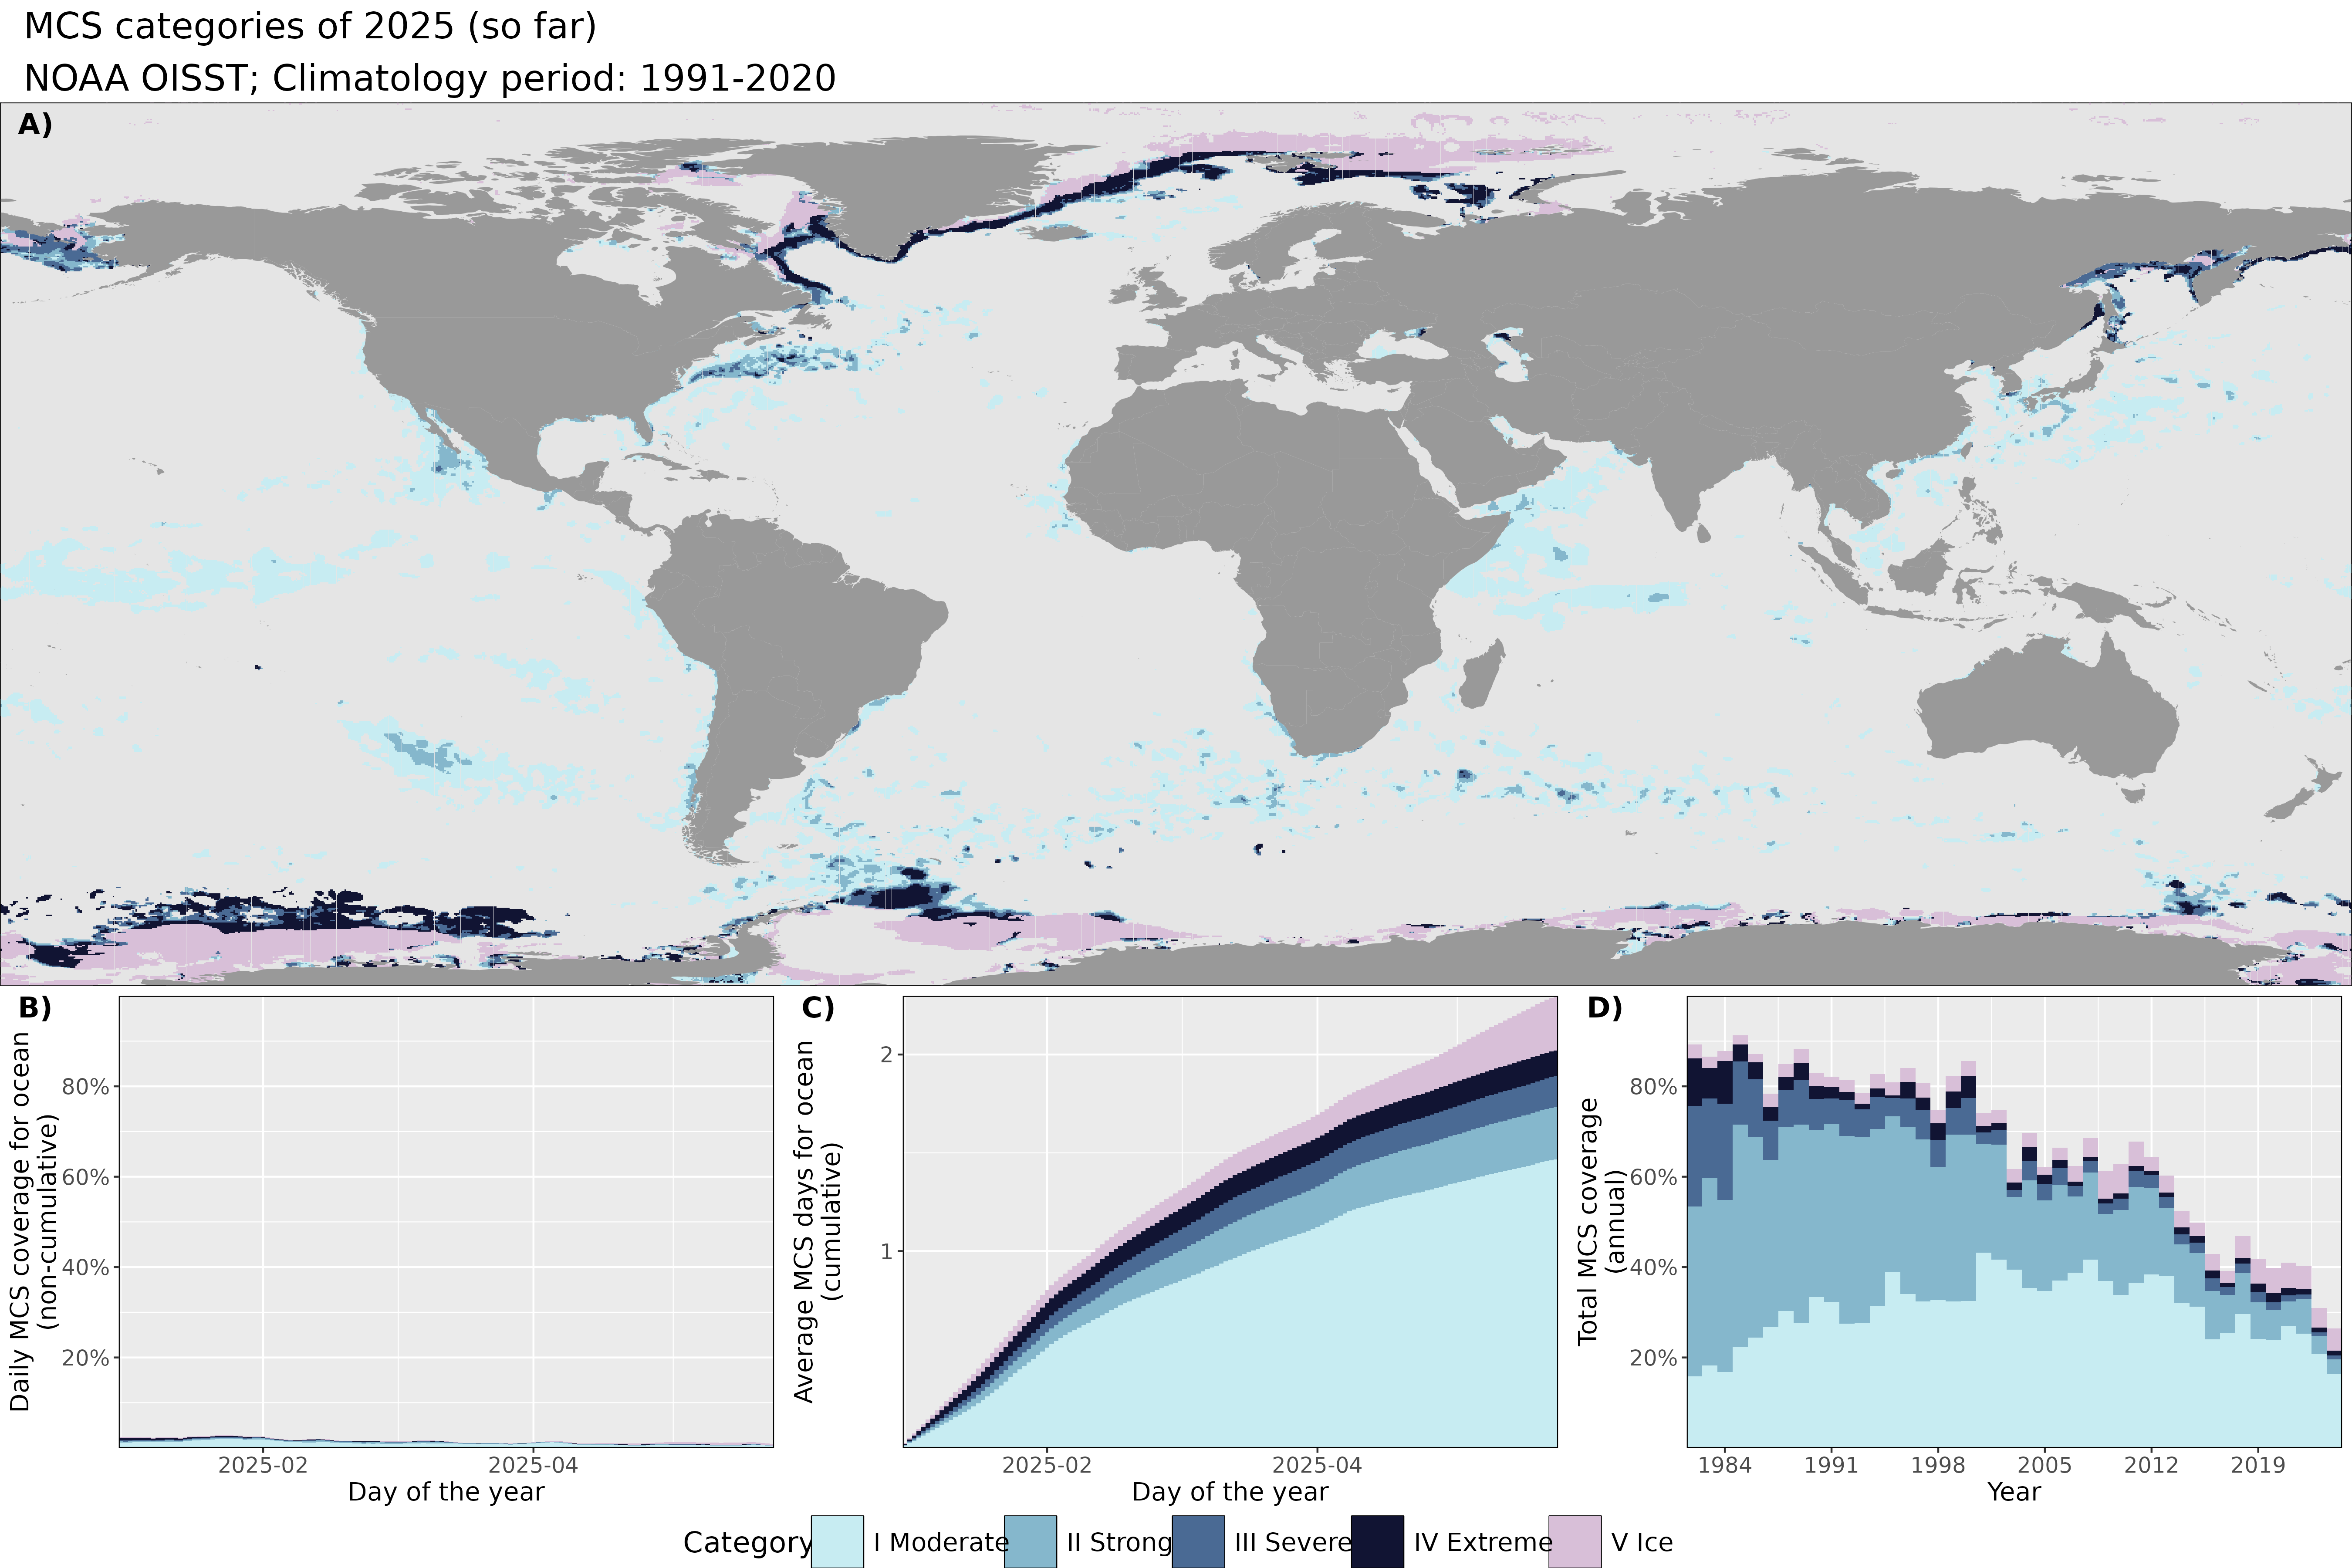 MCS categories of 2025 (so far)
NOAA OISST; Climatology period: 1991-2020
A)
B)
Daily MCS coverage for ocean
(non-cumulative)
80%
60%
40%
20%
2025-02
2025-04
Day of the year
C)
Average MCS days for ocean
(cumulative)
2
1
2025-02
2025-04
Day of the year
D)
Total MCS coverage
(annual)
80%
60%
40%
20%
1984
1991
1998
2005
2012
2019
Year
Category
I Moderate
II Strong
III Severe
IV Extreme
V Ice